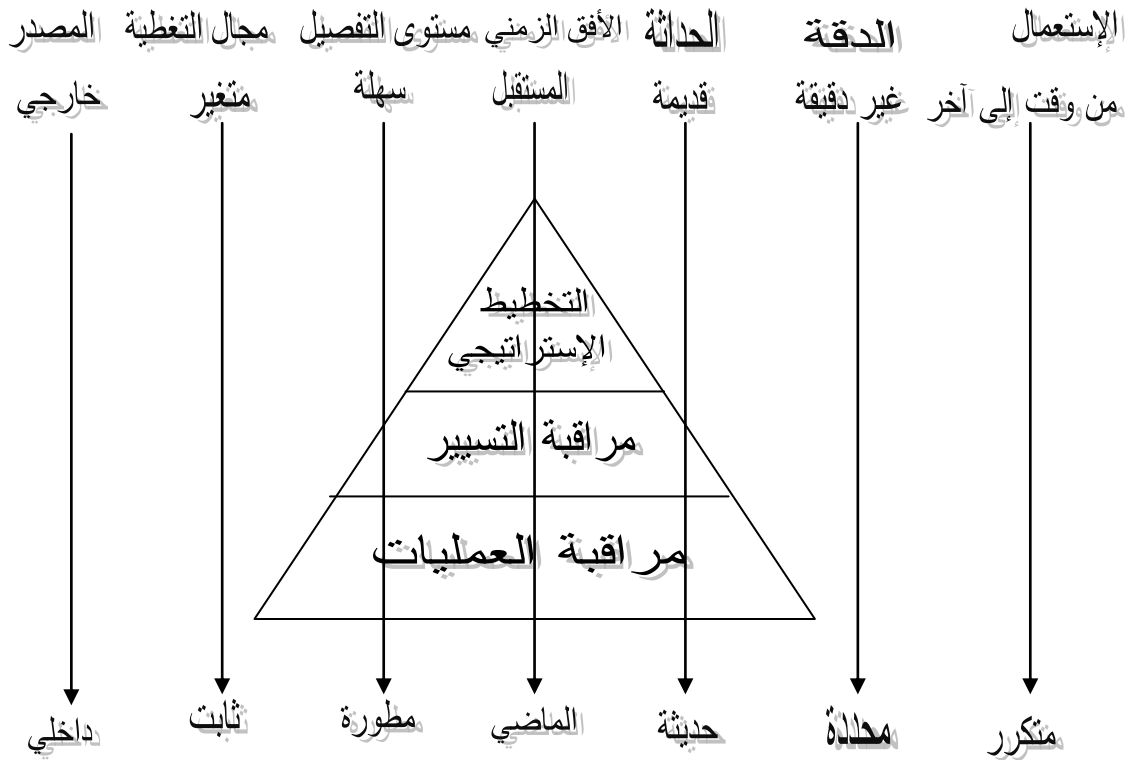 الإستعمال الدقة الحداثة الأفق الزمني مستوى التفصيل مجال التغطية المصدر
من وقت إلى آخر غير دقيقة قديمة المستقبل سهلة متغير خارجي
التخطيط
الإستراتيجي
مراقبة التسيير
مراقبة العمليات
متكرر محددة حديثة الماضي مطورة ثابت داخلي